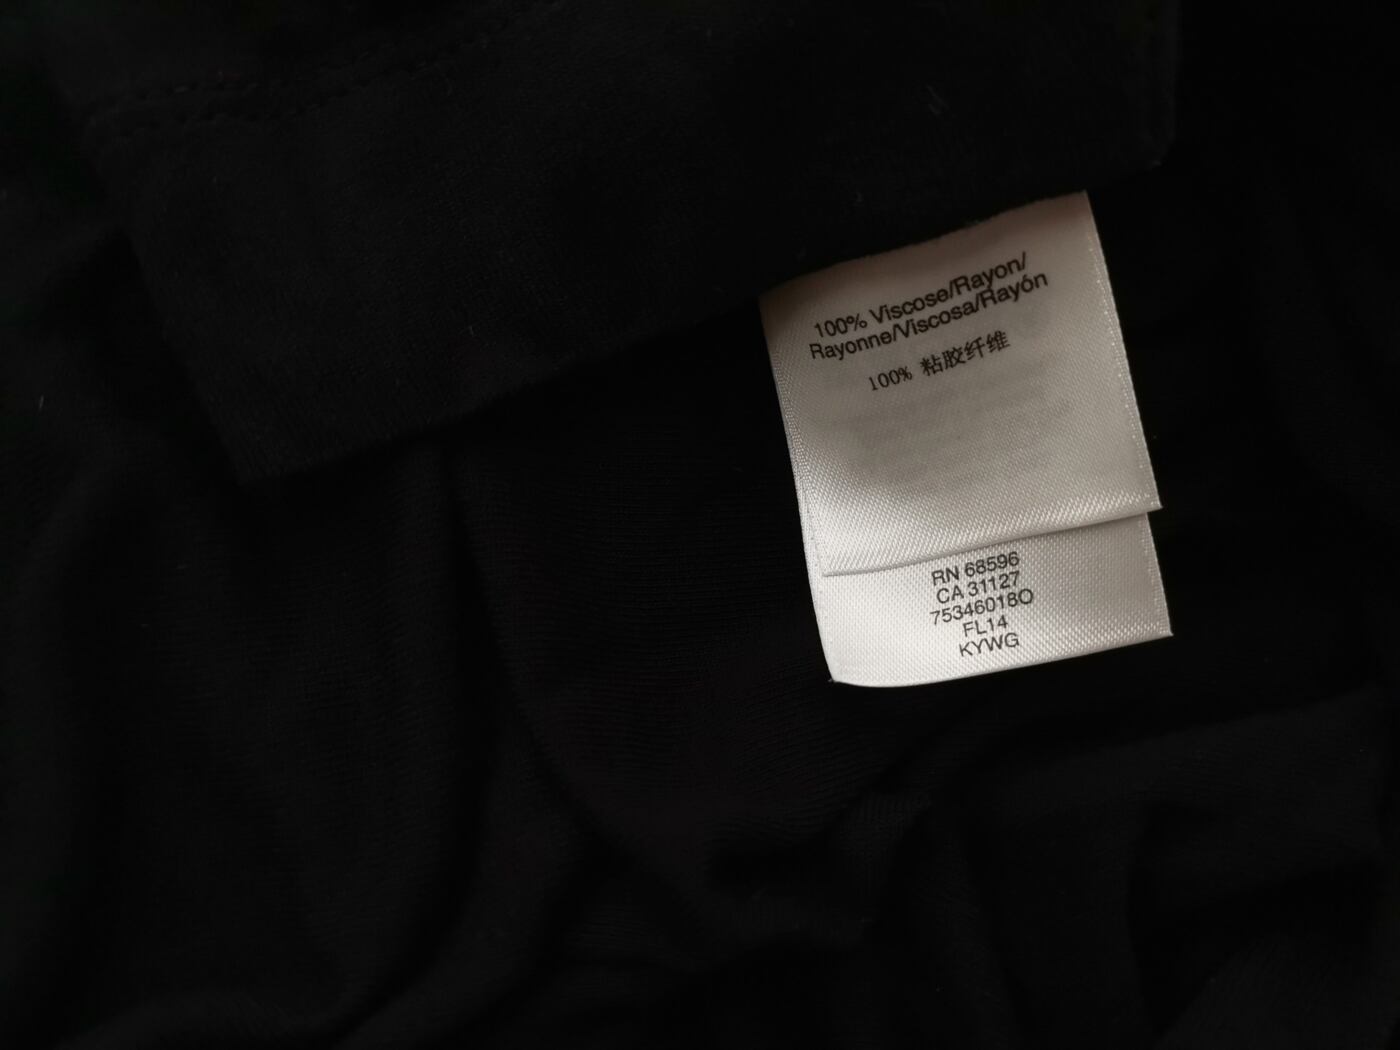 100% Viscose/Rayon/
Rayonne/Viscosa/Rayón
100% 粘胶纤维
RN 68596
CA 31127
75346018O
FL14
KYWG